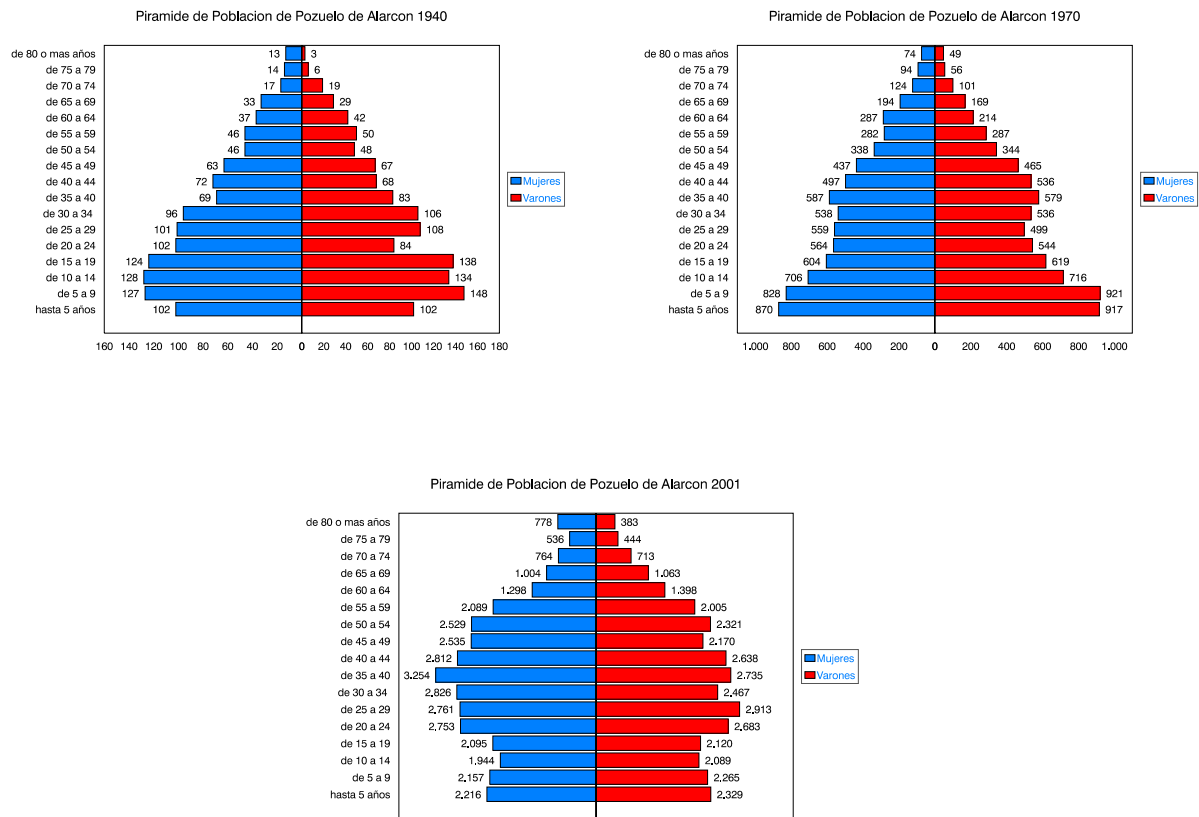 Piramide de Poblacion de Pozuelo de Alarcon 1940
de 80 o mas años 13 3
de 75 a 79 14 6
de 70 a 74 17 19
de 65 a 69 33 29
de 60 a 64 37 42
de 55 a 59 46 50
de 50 a 54 46 48
de 45 a 49 63 67
de 40 a 44 72 68
de 35 a 40 69 83
de 30 a 34 96 106
de 25 a 29 101 108
de 20 a 24 102 84
de 15 a 19 124 138
de 10 a 14 128 134
de 5 a 9 127 148
hasta 5 años 102 102
160 140 120 100 80 60 40 20 0 20 40 60 80 100 120 140 160 180
Mujeres
Varones
Piramide de Poblacion de Pozuelo de Alarcon 1970
de 80 o mas años 74 49
de 75 a 79 94 56
de 70 a 74 124 101
de 65 a 69 194 169
de 60 a 64 287 214
de 55 a 59 282 287
de 50 a 54 338 344
de 45 a 49 437 465
de 40 a 44 497 536
de 35 a 40 587 579
de 30 a 34 538 536
de 25 a 29 559 499
de 20 a 24 564 544
de 15 a 19 604 619
de 10 a 14 706 716
de 5 a 9 828 921
hasta 5 años 870 917
1.000 800 600 400 200 0 200 400 600 800 1.000
Mujeres
Varones
Piramide de Poblacion de Pozuelo de Alarcon 2001
de 80 o mas años 778 383
de 75 a 79 536 444
de 70 a 74 764 713
de 65 a 69 1.004 1.063
de 60 a 64 1.298 1.398
de 55 a 59 2.089 2.005
de 50 a 54 2.529 2.321
de 45 a 49 2.535 2.170
de 40 a 44 2.812 2.638
de 35 a 40 3.254 2.735
de 30 a 34 2.826 2.467
de 25 a 29 2.761 2.913
de 20 a 24 2.753 2.683
de 15 a 19 2.095 2.120
de 10 a 14 1.944 2.089
de 5 a 9 2.157 2.265
hasta 5 años 2.216 2.329
Mujeres
Varones